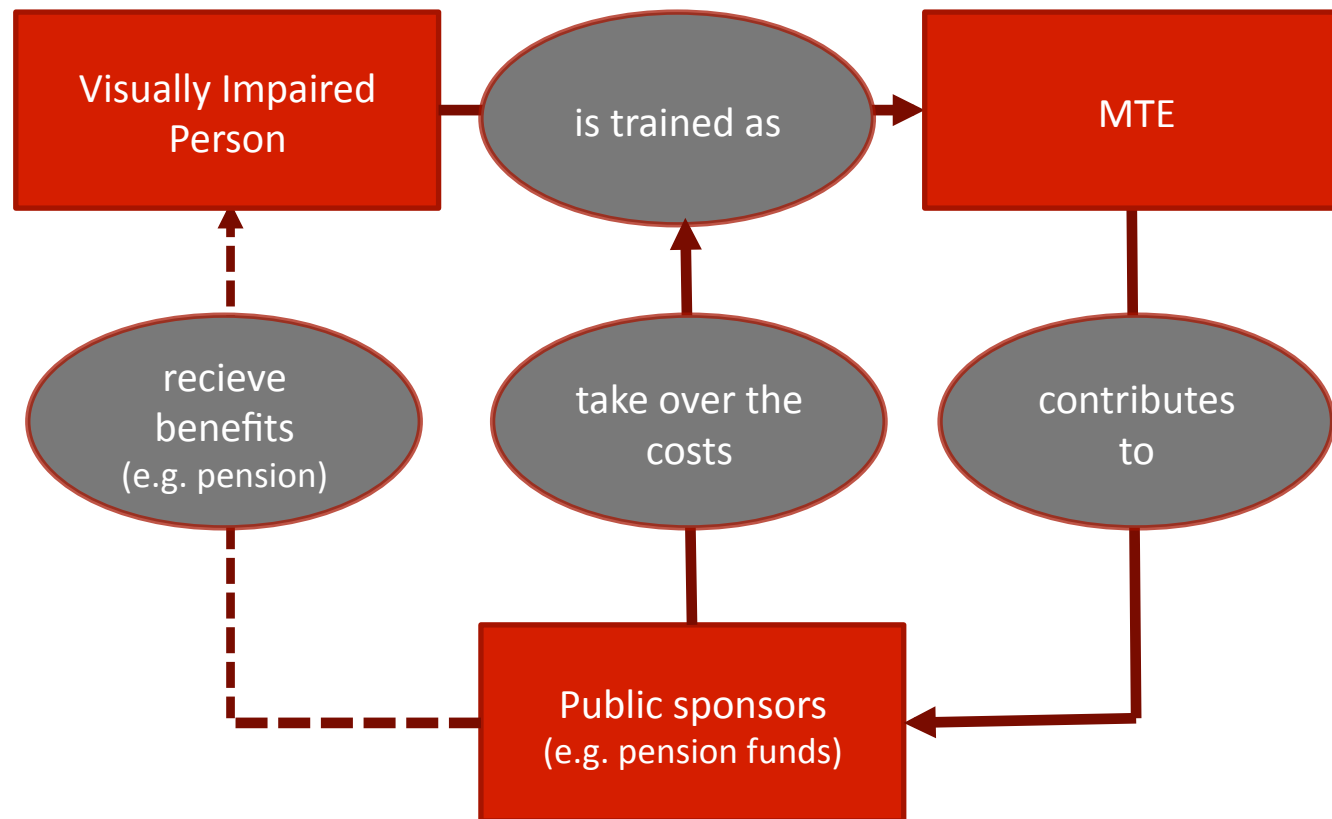 Visually Impaired
Person
is trained as
MTE
recieve
benefits
(e.g. pension)
take over the
costs
contributes
to
Public sponsors
(e.g. pension funds)